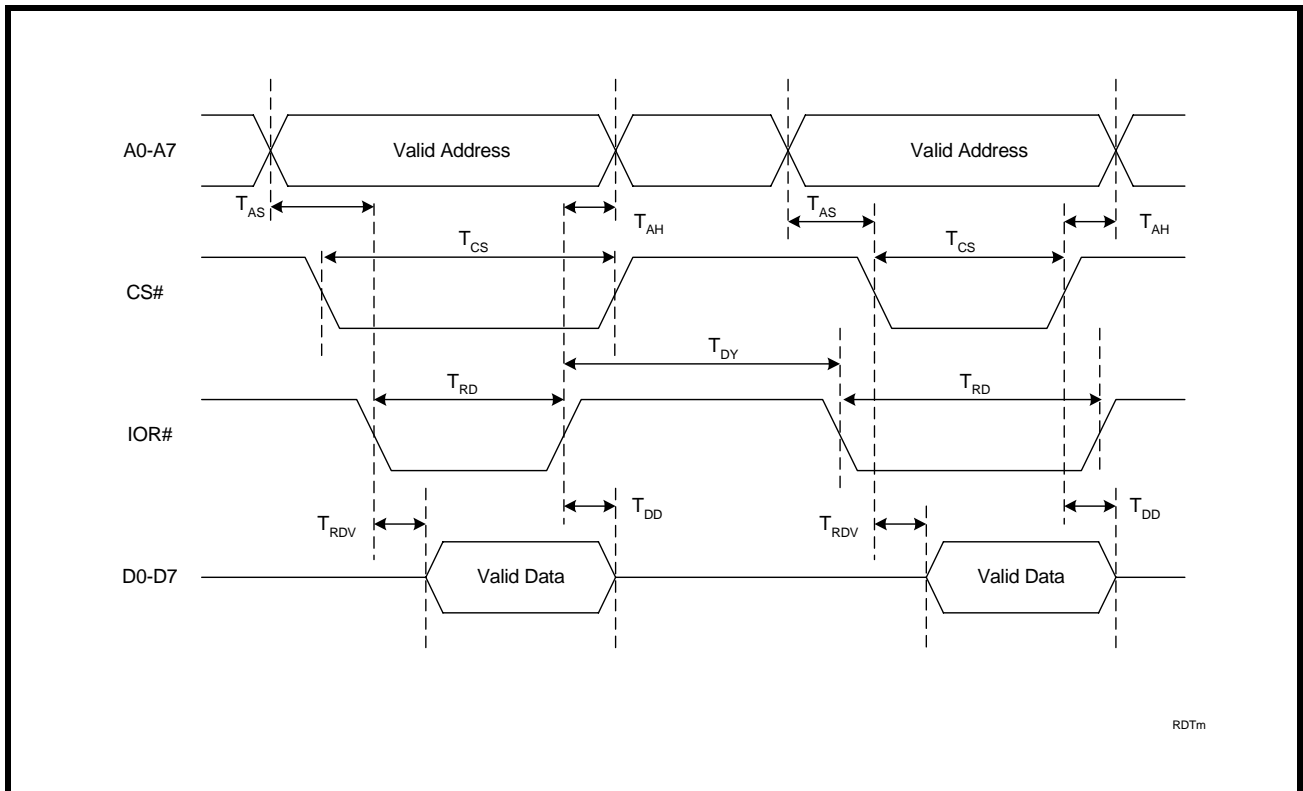 A0-A7 Valid Address Valid Address
TAS TAH TAS TAH
TCS TCS
CS#
TDY
TRD TRD
IOR#
TRDV TDD TRDV TDD
D0-D7 Valid Data Valid Data
RDTm